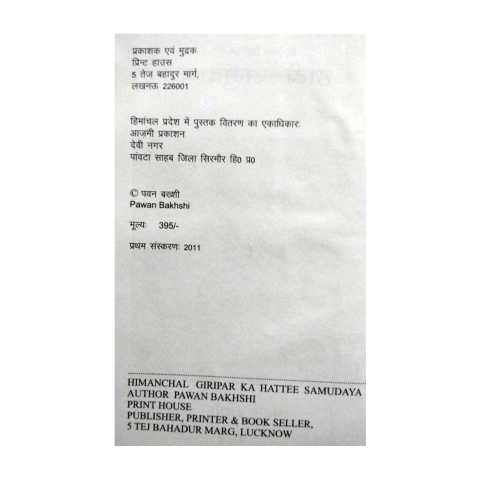 प्रकाशक एवं मुद्रक
प्रिन्ट हाउस
5 तेज बहादुर मार्ग,
लखनऊ 226001
हिमांचल प्रदेश में पुस्तक वितरण का एकाधिकारः
आज़मी प्रकाशन
देवी नगर
पांवटा साहब जिला सिरमौर हि0 प्र0
© पवन बख्शी
Pawan Bakhshi
मूल्यः 395/-
प्रथम संस्करणः 2011
HIMANCHAL GIRIPAR KA HATTEE SAMUDAYA
AUTHOR PAWAN BAKHSHI
PRINT HOUSE
PUBLISHER, PRINTER & BOOK SELLER,
5 TEJ BAHADUR MARG, LUCKNOW